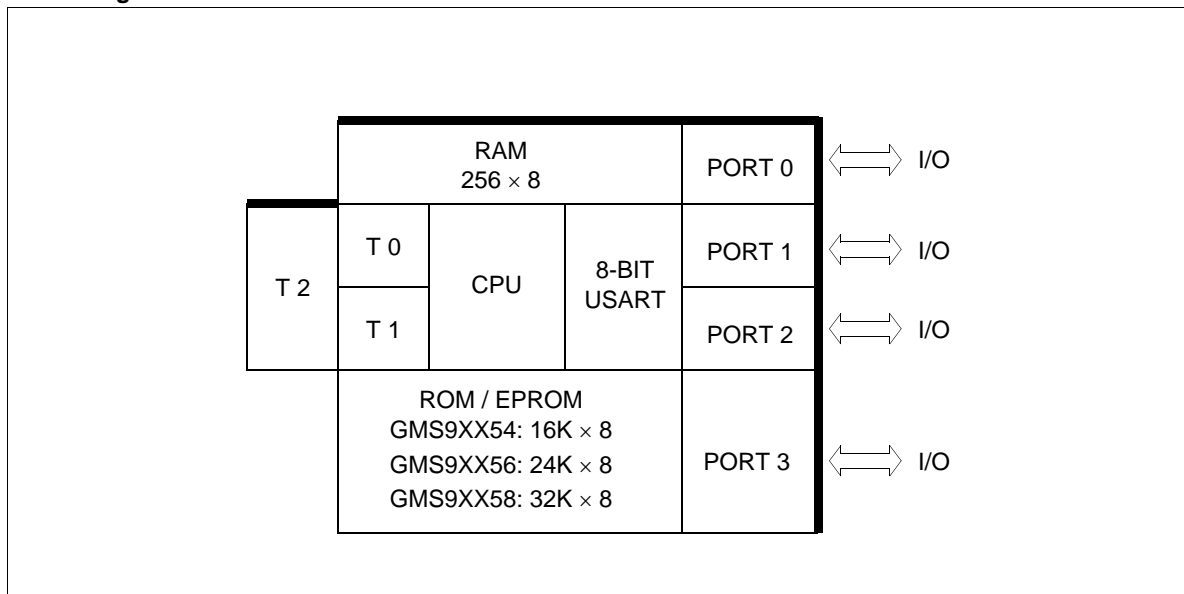 RAM
256 × 8
PORT 0
I/O
T 2
T 0
T 1
CPU
8-BIT
USART
PORT 1
I/O
PORT 2
I/O
ROM / EPROM
GMS9XX54: 16K × 8
GMS9XX56: 24K × 8
GMS9XX58: 32K × 8
PORT 3
I/O